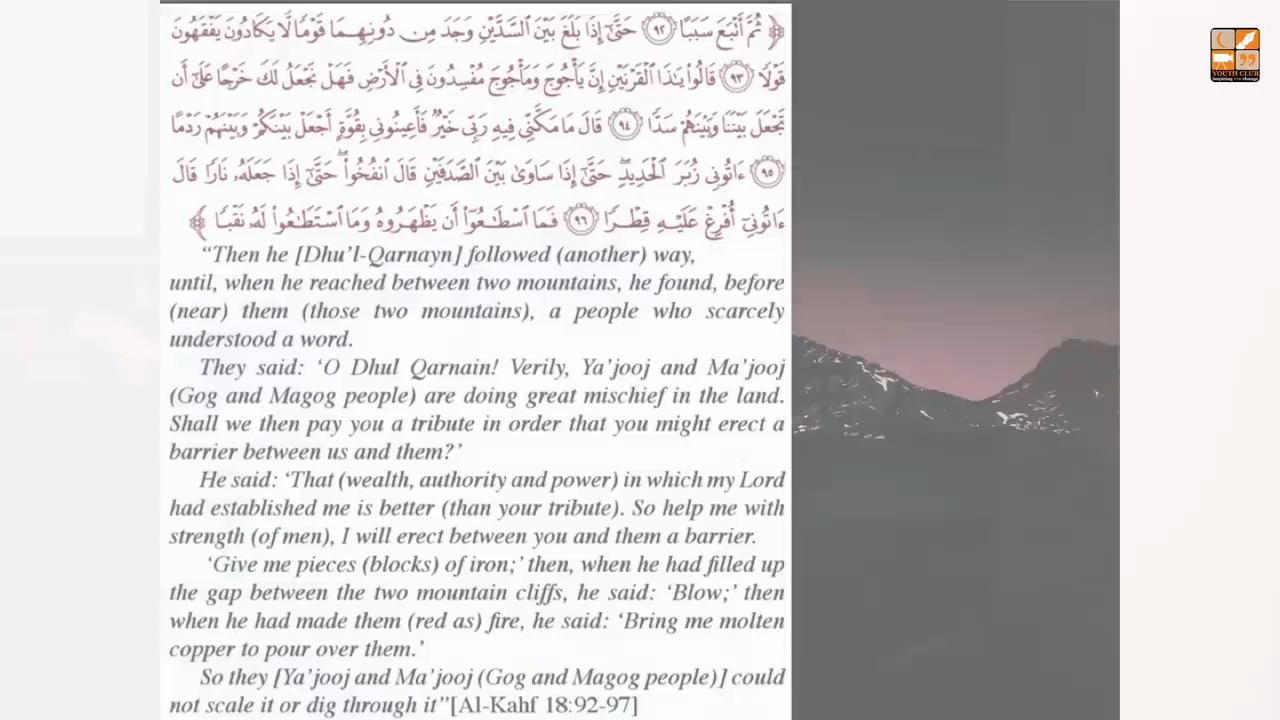 ﴿ ثُمَّ أَتْبَعَ سَبَبًا ﴿٩٢﴾ حَتَّىٰٓ إِذَا بَلَغَ بَيْنَ ٱلسَّدَّيْنِ وَجَدَ مِن دُونِهِمَا قَوْمًا لَّا يَكَادُونَ يَفْقَهُونَ
قَوْلًا ﴿٩٣﴾ قَالُوا۟ يَٰذَا ٱلْقَرْنَيْنِ إِنَّ يَأْجُوجَ وَمَأْجُوجَ مُفْسِدُونَ فِى ٱلْأَرْضِ فَهَلْ نَجْعَلُ لَكَ خَرْجًا عَلَىٰٓ أَن
تَجْعَلَ بَيْنَنَا وَبَيْنَهُمْ سَدًّا ﴿٩٤﴾ قَالَ مَا مَكَّنِّى فِيهِ رَبِّى خَيْرٌ فَأَعِينُونِى بِقُوَّةٍ أَجْعَلْ بَيْنَكُمْ وَبَيْنَهُمْ رَدْمًا
﴿٩٥﴾ ءَاتُونِى زُبَرَ ٱلْحَدِيدِ ۖ حَتَّىٰٓ إِذَا سَاوَىٰ بَيْنَ ٱلصَّدَفَيْنِ قَالَ ٱنفُخُوا۟ ۖ حَتَّىٰٓ إِذَا جَعَلَهُۥ نَارًا قَالَ
ءَاتُونِىٓ أُفْرِغْ عَلَيْهِ قِطْرًا ﴿٩٦﴾ فَمَا ٱسْطَٰعُوٓا۟ أَن يَظْهَرُوهُ وَمَا ٱسْتَطَٰعُوا۟ لَهُۥ نَقْبًا ﴾
“Then he [Dhu’l-Qarnayn] followed (another) way,
until, when he reached between two mountains, he found, before
(near) them (those two mountains), a people who scarcely
understood a word.
They said: ‘O Dhul Qarnain! Verily, Ya’jooj and Ma’jooj
(Gog and Magog people) are doing great mischief in the land.
Shall we then pay you a tribute in order that you might erect a
barrier between us and them?’
He said: ‘That (wealth, authority and power) in which my Lord
had established me is better (than your tribute). So help me with
strength (of men), I will erect between you and them a barrier.
‘Give me pieces (blocks) of iron;’ then, when he had filled up
the gap between the two mountain cliffs, he said: ‘Blow;’ then
when he had made them (red as) fire, he said: ‘Bring me molten
copper to pour over them.’
So they [Ya’jooj and Ma’jooj (Gog and Magog people)] could
not scale it or dig through it”[Al-Kahf 18:92-97]
YOUTH CLUB